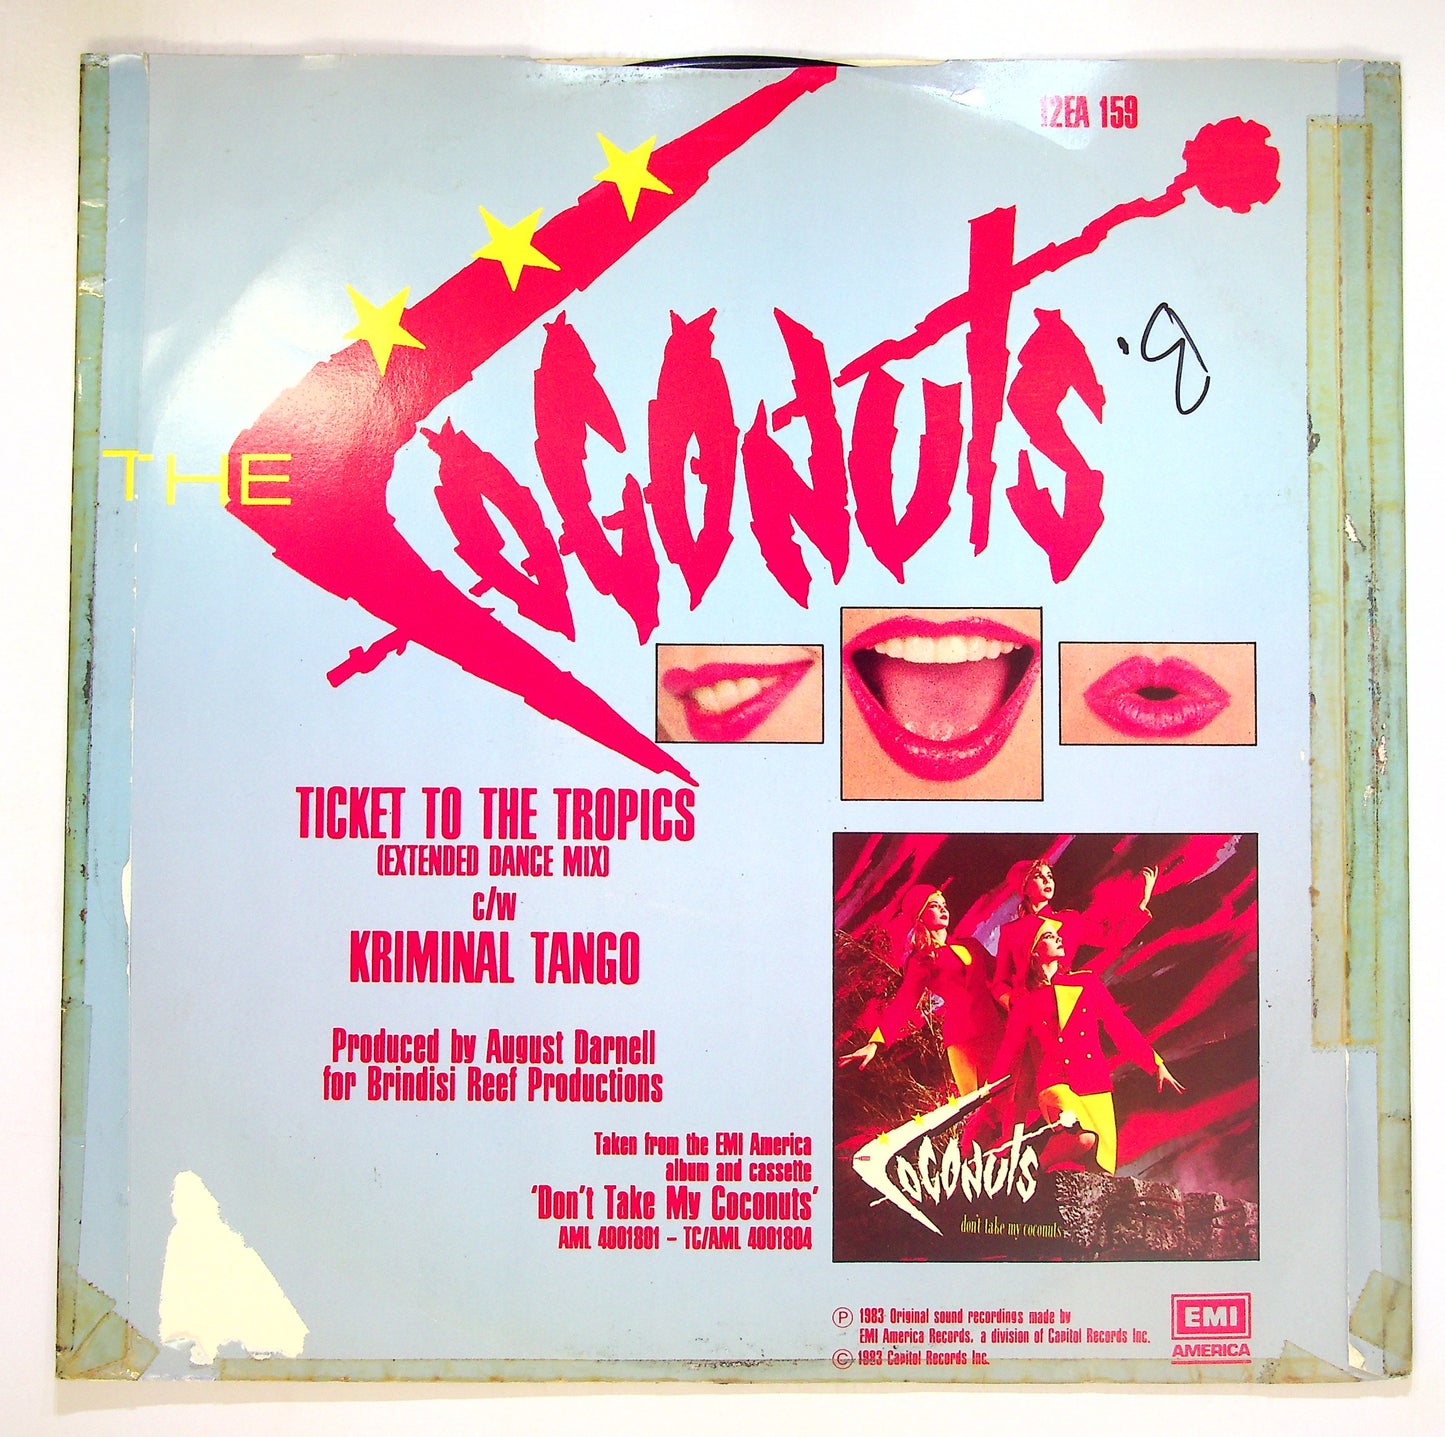 12EA 159
THE
COCONUTS
TICKET TO THE TROPICS
(EXTENDED DANCE MIX)
c/w
KRIMINAL TANGO
Produced by August Darnell
for Brindisi Reef Productions
Taken from the EMI America
album and cassette
'Don't Take My Coconuts'
AML 4001801 – TC/AML 4001804
COCONUTS
don't take my coconuts
Ⓟ 1983 Original sound recordings made by
EMI America Records, a division of Capitol Records Inc.
© 1983 Capitol Records Inc.
EMI
AMERICA